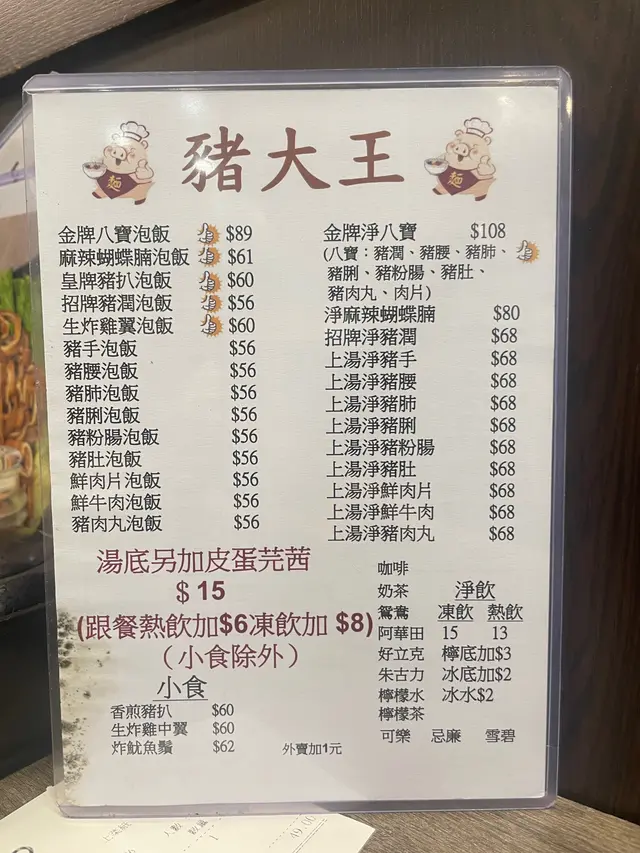 豬大王
麵
麵
金牌八寶泡飯 $89
麻辣蝴蝶腩泡飯 $61
皇牌豬扒泡飯 $60
招牌豬潤泡飯 $56
生炸雞翼泡飯 $60
豬手泡飯 $56
豬腰泡飯 $56
豬肺泡飯 $56
豬脷泡飯 $56
豬粉腸泡飯 $56
豬肚泡飯 $56
鮮肉片泡飯 $56
鮮牛肉泡飯 $56
豬肉丸泡飯 $56
金牌淨八寶 $108
(八寶：豬潤、豬腰、豬肺、
豬脷、豬粉腸、豬肚、
豬肉丸、肉片)
淨麻辣蝴蝶腩 $80
招牌淨豬潤 $68
上湯淨豬手 $68
上湯淨豬腰 $68
上湯淨豬肺 $68
上湯淨豬脷 $68
上湯淨豬粉腸 $68
上湯淨豬肚 $68
上湯淨鮮肉片 $68
上湯淨鮮牛肉 $68
上湯淨豬肉丸 $68
湯底另加皮蛋芫茜
$ 15
(跟餐熱飲加$6凍飲加 $8)
（小食除外）
小食
香煎豬扒 $60
生炸雞中翼 $60
炸魷魚鬚 $62
外賣加1元
咖啡
奶茶 淨飲
鴛鴦 凍飲 熱飲
阿華田 15 13
好立克 檸底加$3
朱古力 冰底加$2
檸檬水 冰水$2
檸檬茶
可樂 忌廉 雪碧
人數
1
49.00